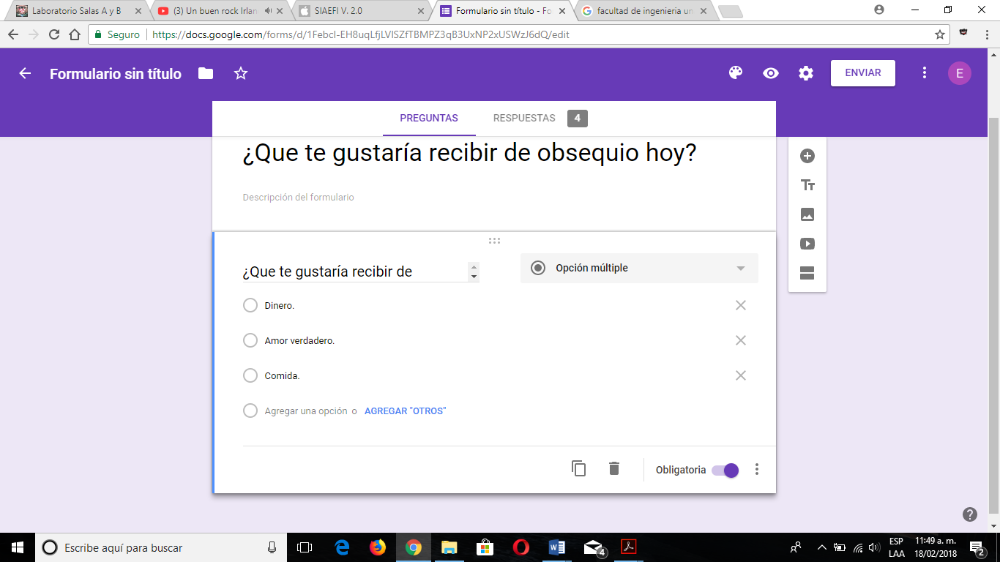 Laboratorio Salas A y B
(3) Un buen rock Irlan
SIAEFI V. 2.0
Formulario sin título - Fo
facultad de ingenieria un
Seguro
https://docs.google.com/forms/d/1Febcl-EH8uqLfjLVlSZfTBMPZ3qB3UxNP2xUSWzJ6dQ/edit
Formulario sin título
ENVIAR
E
PREGUNTAS
RESPUESTAS
4
¿Que te gustaría recibir de obsequio hoy?
Descripción del formulario
¿Que te gustaría recibir de
Opción múltiple
Dinero.
Amor verdadero.
Comida.
Agregar una opción o AGREGAR "OTROS"
Obligatoria
Escribe aquí para buscar
4
ESP
LAA
11:49 a. m.
18/02/2018
2